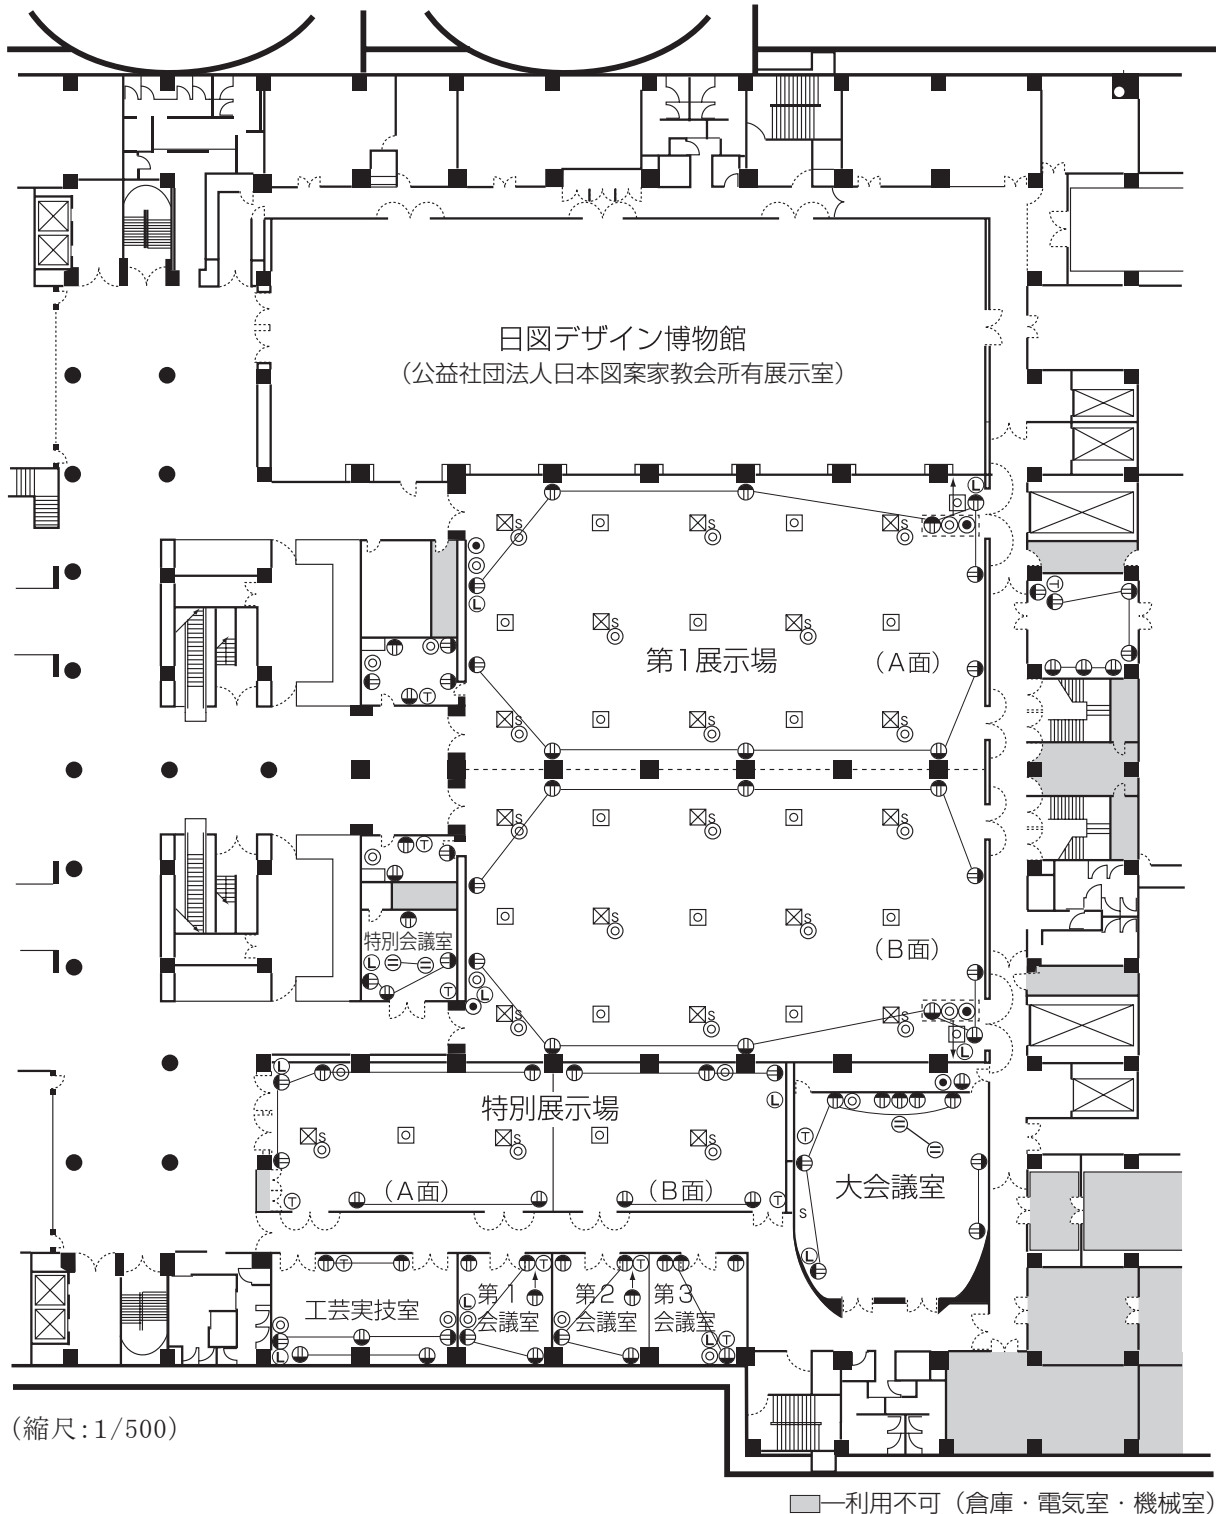 日図デザイン博物館
（公益社団法人日本図案家教会所有展示室）
第1展示場
（A面）
（B面）
特別会議室
特別展示場
（A面）
（B面）
大会議室
工芸実技室
第1
会議室
第2
会議室
第3
会議室
(縮尺:1/500)
利用不可（倉庫・電気室・機械室）